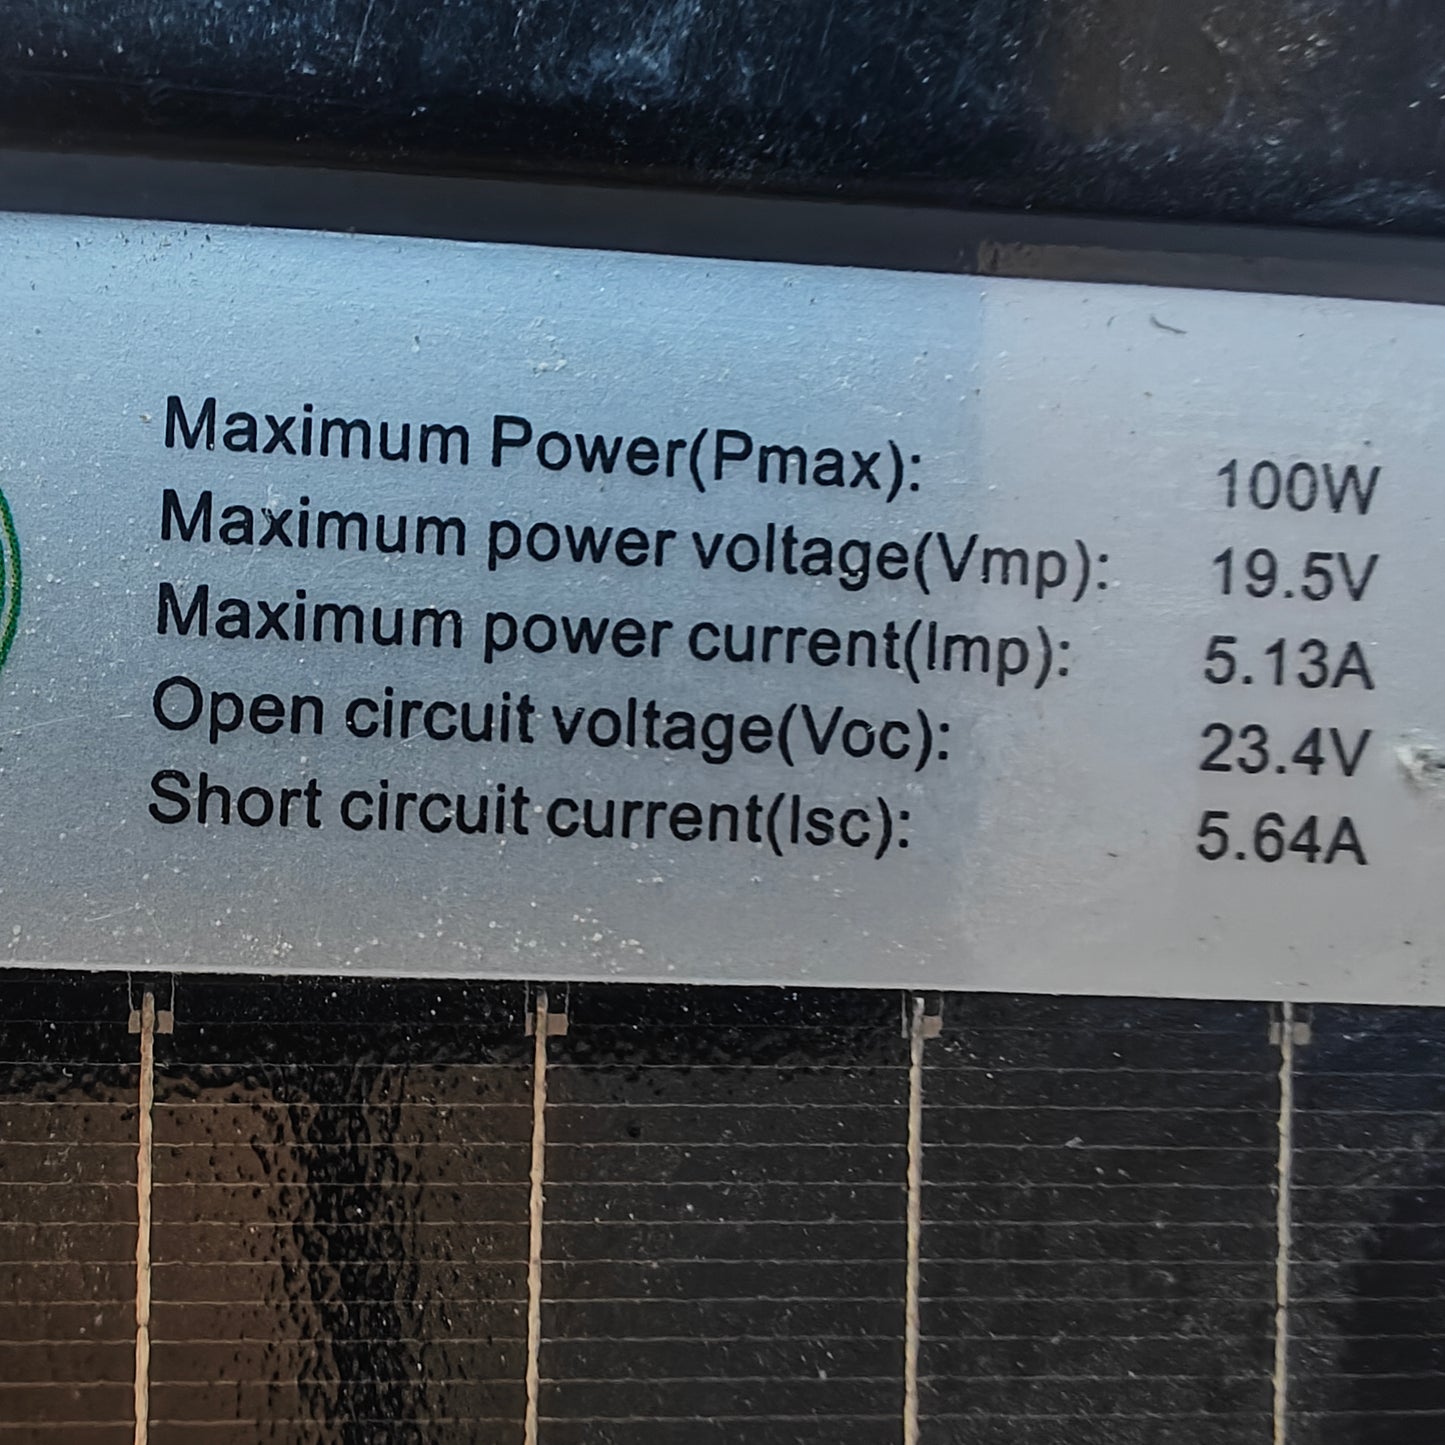 Maximum Power(Pmax): 100W
Maximum power voltage(Vmp): 19.5V
Maximum power current(Imp): 5.13A
Open circuit voltage(Voc): 23.4V
Short circuit current(Isc): 5.64A